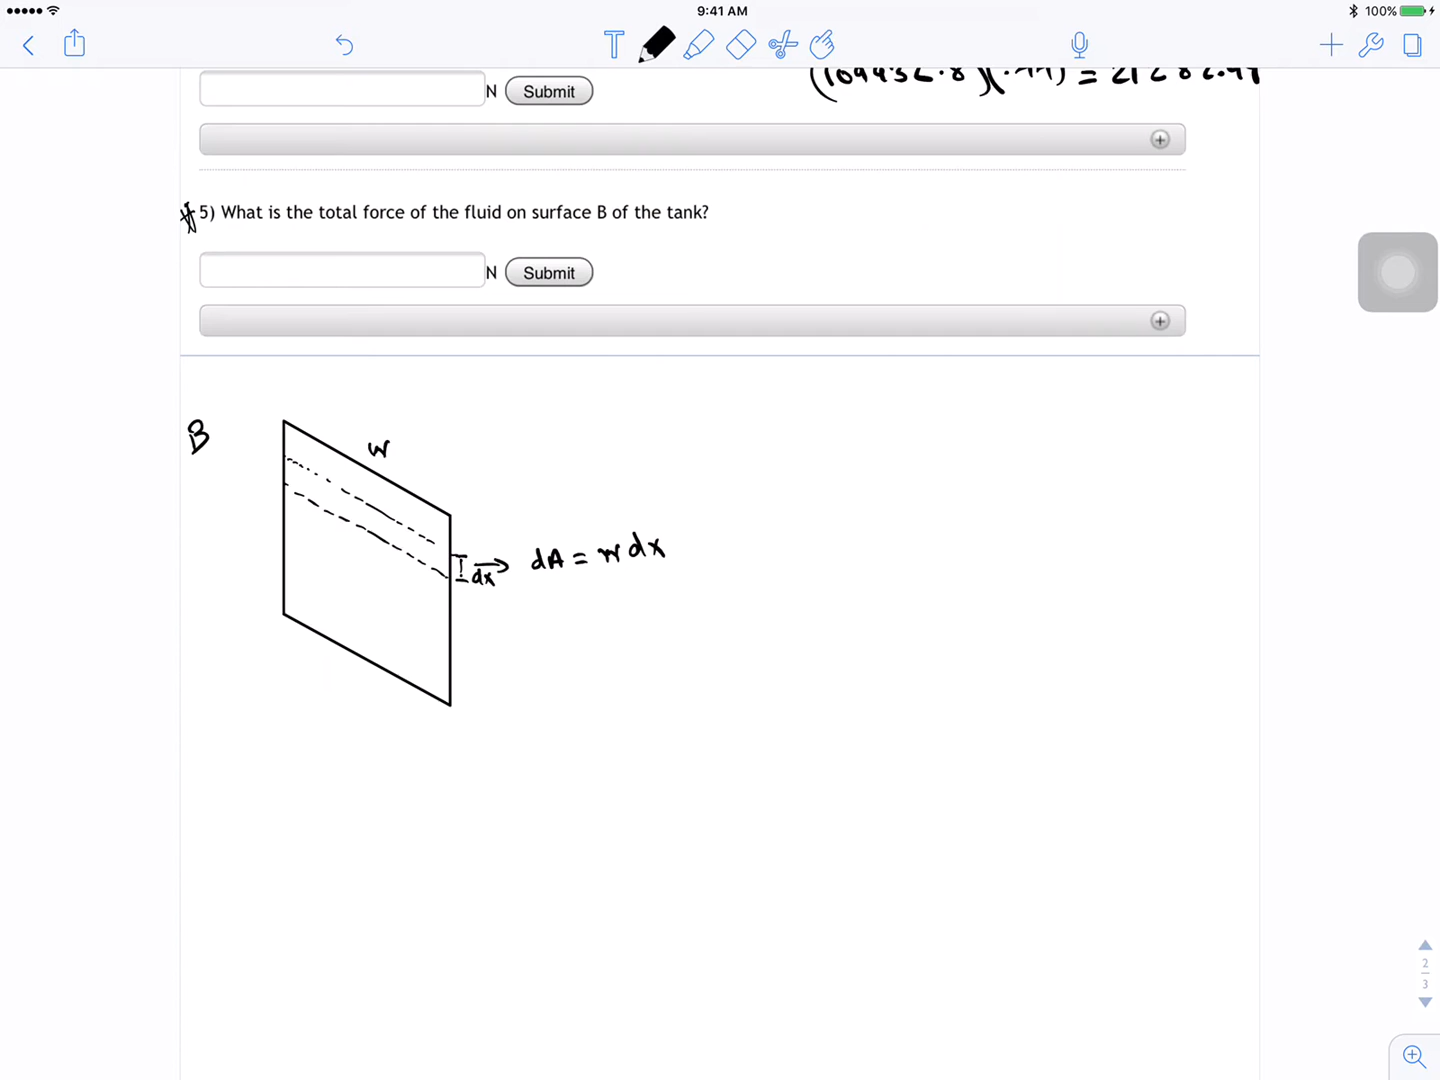 9:41 AM
100%
N Submit
5) What is the total force of the fluid on surface B of the tank?
N Submit
B
w
dx
dA = w dx
2
3